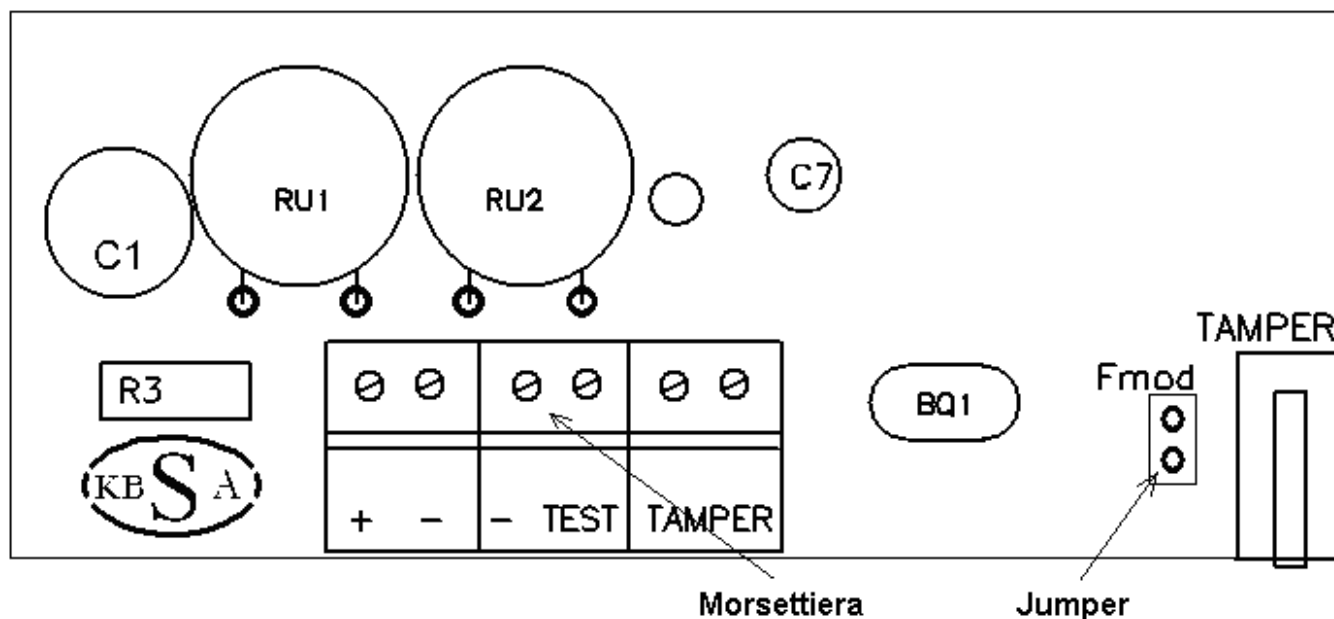 RU1
RU2
C7
C1
TAMPER
R3
Fmod
BQ1
KB S A
+ - - TEST TAMPER
Morsettiera
Jumper